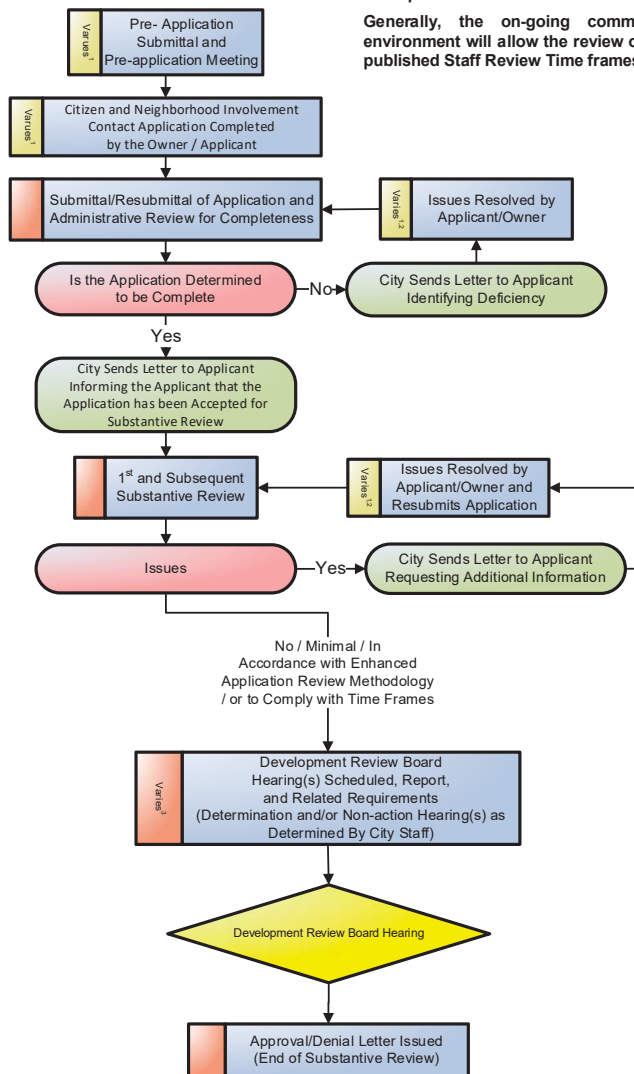 Generally, the on-going comm
environment will allow the review o
published Staff Review Time frames
Varues¹
Pre- Application
Submittal and
Pre-application Meeting
Varues¹
Citizen and Neighborhood Involvement
Contact Application Completed
by the Owner / Applicant
Submittal/Resubmittal of Application and
Administrative Review for Completeness
Varies¹,²
Issues Resolved by
Applicant/Owner
Is the Application Determined
to be Complete
No
City Sends Letter to Applicant
Identifying Deficiency
Yes
City Sends Letter to Applicant
Informing the Applicant that the
Application has been Accepted for
Substantive Review
1st and Subsequent
Substantive Review
Varies¹,²
Issues Resolved by
Applicant/Owner and
Resubmits Application
Issues
Yes
City Sends Letter to Applicant
Requesting Additional Information
No / Minimal / In
Accordance with Enhanced
Application Review Methodology
/ or to Comply with Time Frames
Varies³
Development Review Board
Hearing(s) Scheduled, Report,
and Related Requirements
(Determination and/or Non-action Hearing(s) as
Determined By City Staff)
Development Review Board Hearing
Approval/Denial Letter Issued
(End of Substantive Review)